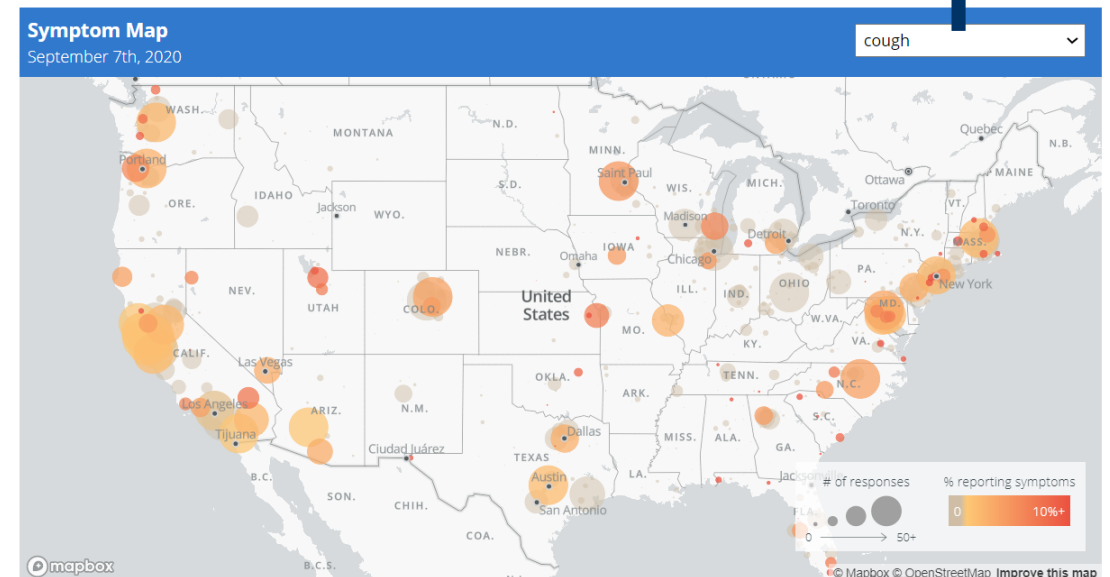 Symptom Map
September 7th, 2020
cough
WASH.
MONTANA
N.D.
Quebec
N.B.
MINN.
Portland
Saint Paul
Ottawa
MAINE
S.D.
WIS.
MICH.
IDAHO
ORE.
Jackson
WYO.
Toronto
VT.
Madison
Detroit
N.Y.
MASS.
NEBR.
IOWA
Omaha
Chicago
PA.
New York
NEV.
UTAH
COLO.
United
States
ILL.
IND.
OHIO
MD.
MO.
W.VA.
KY.
VA.
CALIF.
Las Vegas
OKLA.
TENN.
N.C.
ARK.
Los Angeles
ARIZ.
N.M.
S.C.
Tijuana
Dallas
MISS.
ALA.
GA.
Ciudad Juárez
TEXAS
B.C.
Austin
LA.
Jacksonville
SON.
CHIH.
San Antonio
FLA.
COA.
B.C.S.
# of responses
0
50+
% reporting symptoms
0
10%+
mapbox
© Mapbox © OpenStreetMap Improve this map